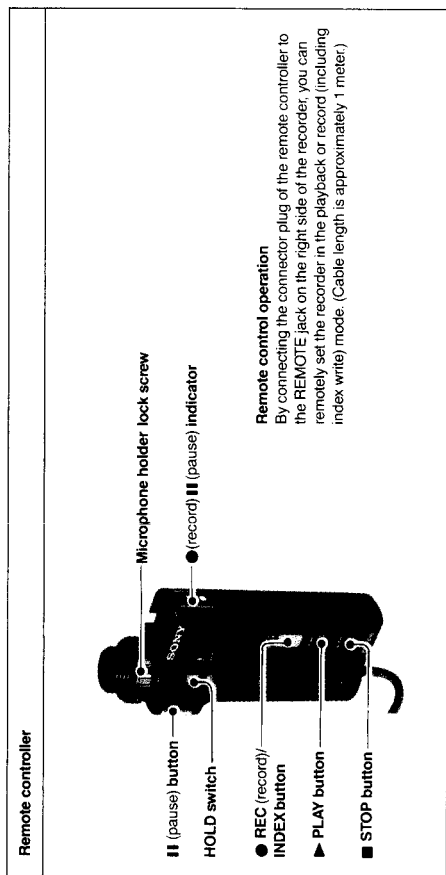 Remote controller
Microphone holder lock screw
▮▮ (pause) button
HOLD switch
SONY
●(record) ▮▮ (pause) indicator
● REC (record)/
INDEX button
▶ PLAY button
■ STOP button
Remote control operation
By connecting the connector plug of the remote controller to
the REMOTE jack on the right side of the recorder, you can
remotely set the recorder in the playback or record (including
index write) mode. (Cable length is approximately 1 meter.)